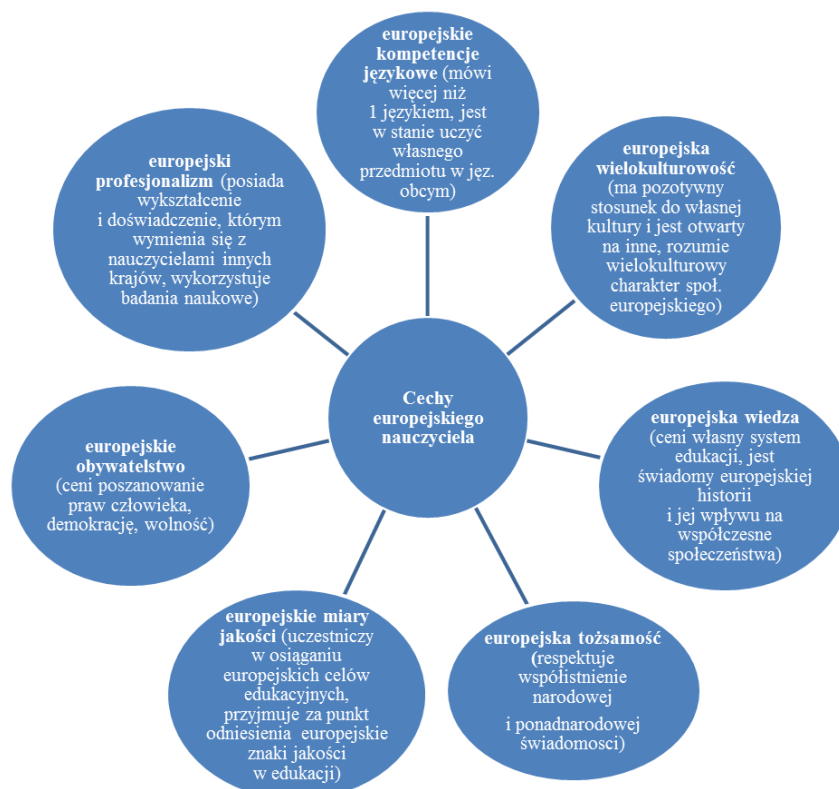 europejskie
kompetencje
językowe (mówi
więcej niż
1 językiem, jest
w stanie uczyć
własnego
przedmiotu w jęz.
obcym)
europejska
wielokulturowość
(ma pozotywny
stosunek do własnej
kultury i jest otwarty
na inne, rozumie
wielokulturowy
charakter społ.
europejskiego)
europejska wiedza
(ceni własny system
edukacji, jest
świadomy europejskiej
historii
i jej wpływu na
współczesne
społeczeństwa)
europejska tożsamość
(respektuje
współistnienie
narodowej
i ponadnarodowej
świadomosci)
europejskie miary
jakości (uczestniczy
w osiąganiu
europejskich celów
edukacyjnych,
przyjmuje za punkt
odniesienia europejskie
znaki jakości
w edukacji)
europejskie
obywatelstwo
(ceni poszanowanie
praw człowieka,
demokrację, wolność)
europejski
profesjonalizm (posiada
wykształcenie
i doświadczenie, którym
wymienia się z
nauczycielami innych
krajów, wykorzystuje
badania naukowe)
Cechy
europejskiego
nauczyciela